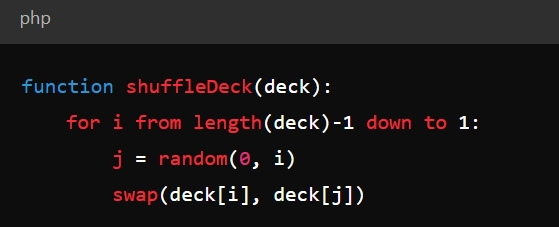 php
function shuffleDeck(deck):
    for i from length(deck)-1 down to 1:
        j = random(0, i)
        swap(deck[i], deck[j])